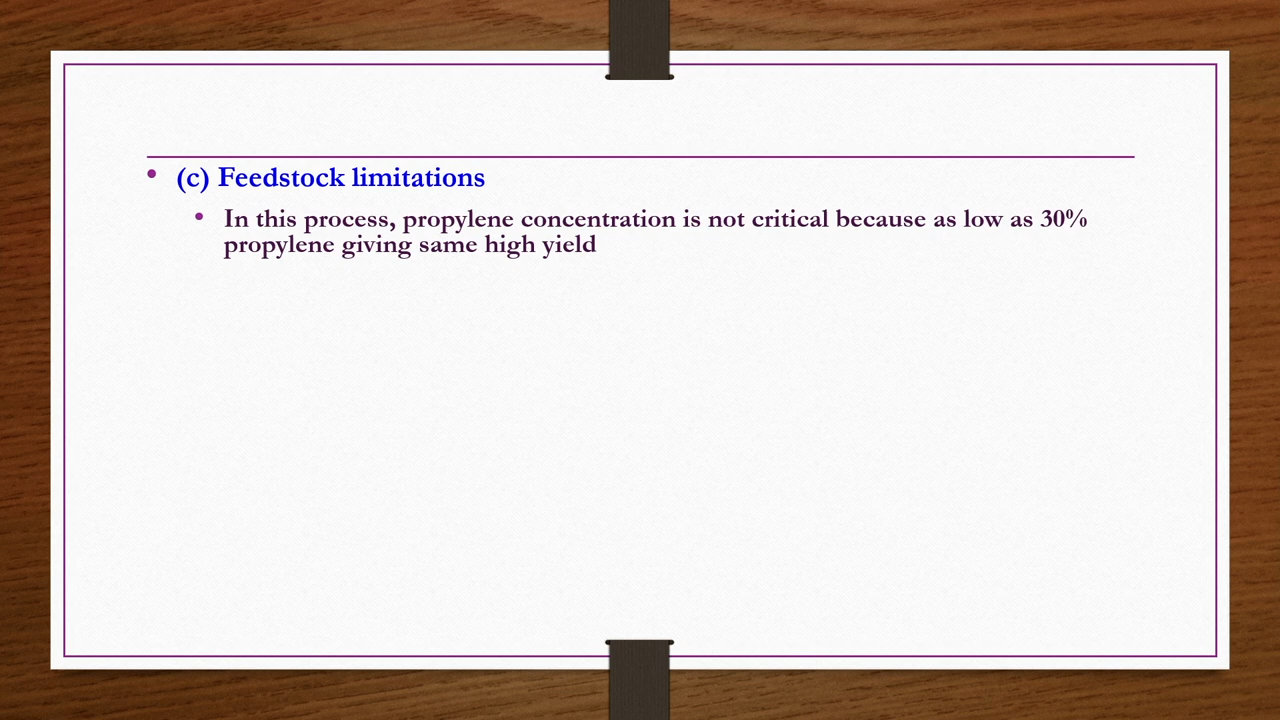 • (c) Feedstock limitations
• In this process, propylene concentration is not critical because as low as 30%
propylene giving same high yield